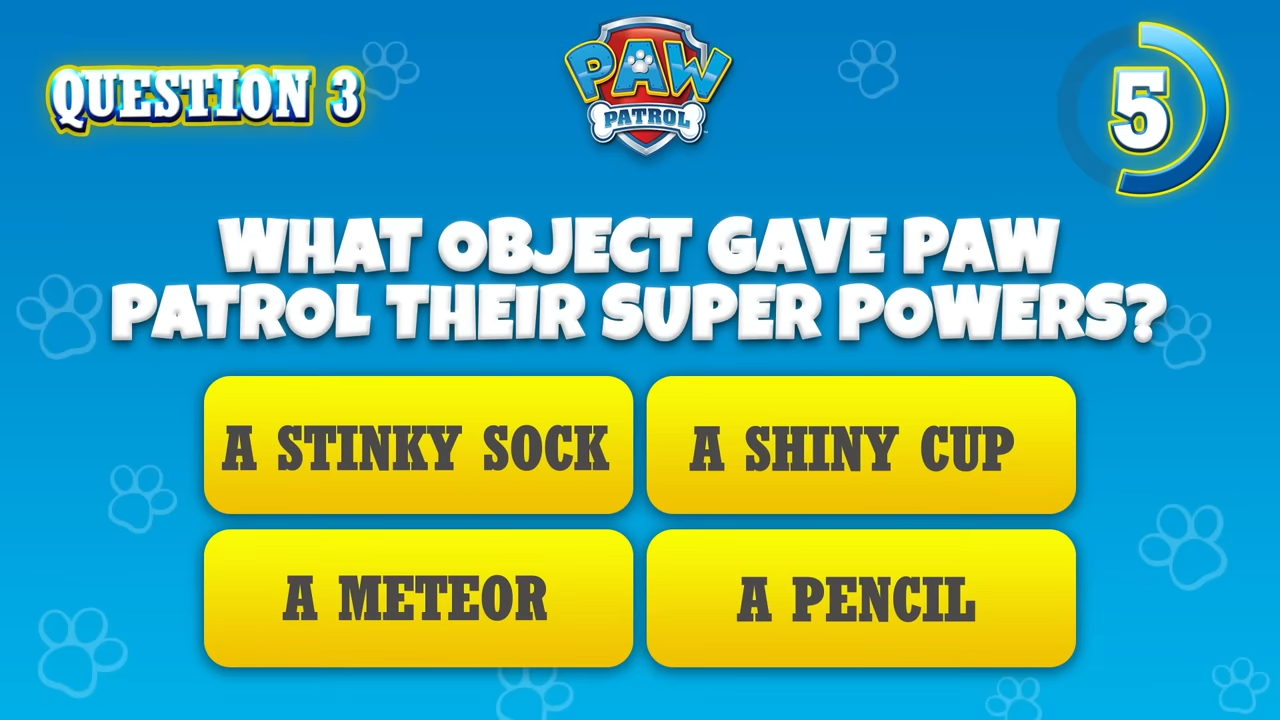 QUESTION 3
PAW
PATROL
5
WHAT OBJECT GAVE PAW
PATROL THEIR SUPER POWERS?
A STINKY SOCK
A SHINY CUP
A METEOR
A PENCIL